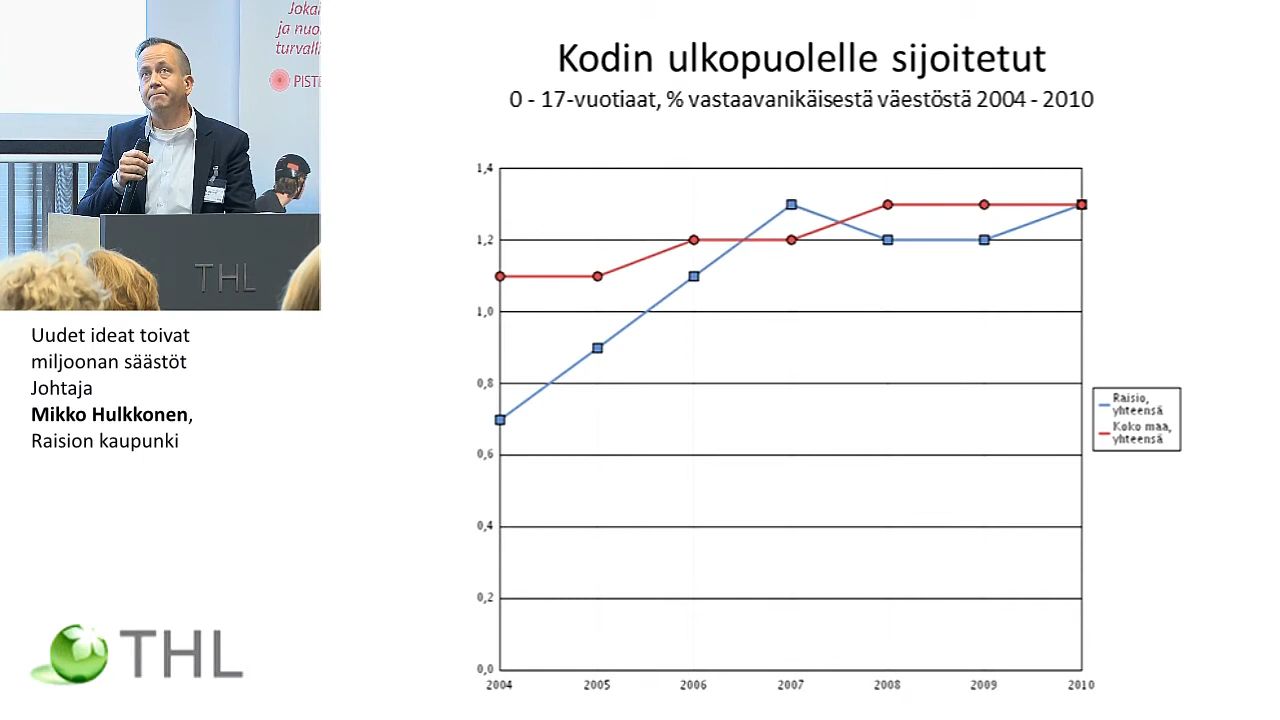 Jokai
ja nuo
turvalli
PISTE
THL
Uudet ideat toivat
miljoonan säästöt
Johtaja
Mikko Hulkkonen,
Raision kaupunki
THL
Kodin ulkopuolelle sijoitetut
0 - 17-vuotiaat, % vastaavanikäisestä väestöstä 2004 - 2010
1,4
1,2
1,0
0,8
0,6
0,4
0,2
0,0
2004 2005 2006 2007 2008 2009 2010
Raisio,
yhteensä
Koko maa,
yhteensä